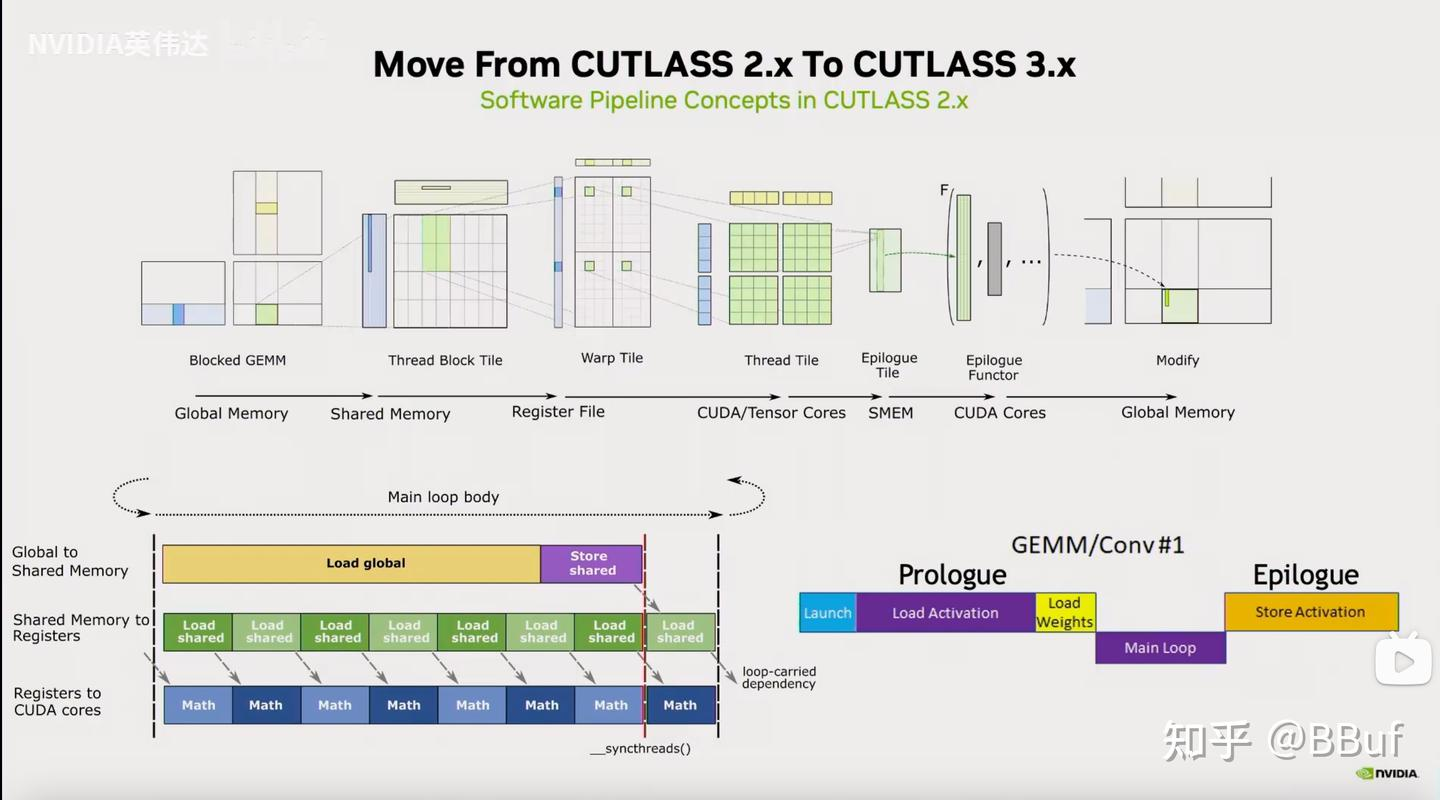 NVIDIA英伟达
Move From CUTLASS 2.x To CUTLASS 3.x
Software Pipeline Concepts in CUTLASS 2.x
F
, , ...
Blocked GEMM
Thread Block Tile
Warp Tile
Thread Tile
Epilogue
Tile
Epilogue
Functor
Modify
Global Memory
Shared Memory
Register File
CUDA/Tensor Cores
SMEM
CUDA Cores
Global Memory
Main loop body
Global to
Shared Memory
Load global
Store
shared
Shared Memory to
Registers
Load
shared
Load
shared
Load
shared
Load
shared
Load
shared
Load
shared
Load
shared
Load
shared
loop-carried
dependency
Registers to
CUDA cores
Math
Math
Math
Math
Math
Math
Math
Math
__syncthreads()
GEMM/Conv#1
Prologue
Epilogue
Launch
Load Activation
Load
Weights
Store Activation
Main Loop
知乎 @BBuf
NVIDIA.